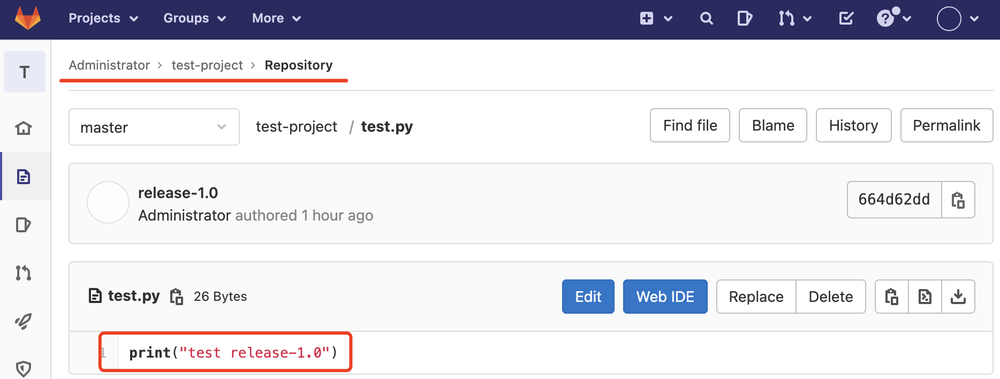 Projects Groups More
T
Administrator > test-project > Repository
master test-project / test.py Find file Blame History Permalink
release-1.0
Administrator authored 1 hour ago
664d62dd
test.py 26 Bytes Edit Web IDE Replace Delete
1 print("test release-1.0")